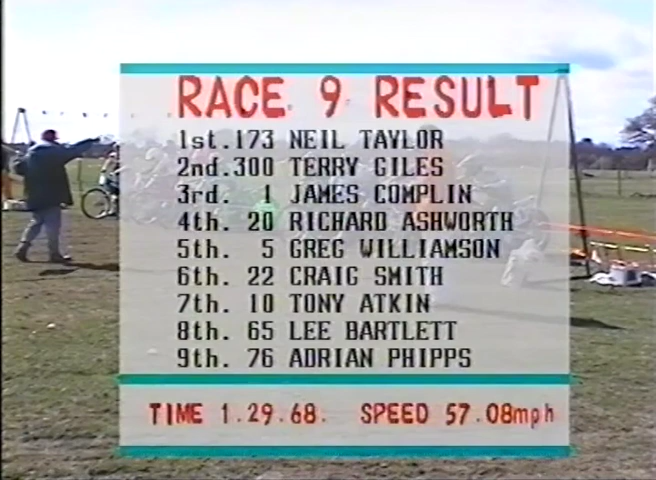 RACE 9 RESULT
1st. 173 NEIL TAYLOR
2nd. 300 TERRY GILES
3rd. 1 JAMES COMPLIN
4th. 20 RICHARD ASHWORTH
5th. 5 GREG WILLIAMSON
6th. 22 CRAIG SMITH
7th. 10 TONY ATKIN
8th. 65 LEE BARTLETT
9th. 76 ADRIAN PHIPPS
TIME 1.29.68. SPEED 57.08mph